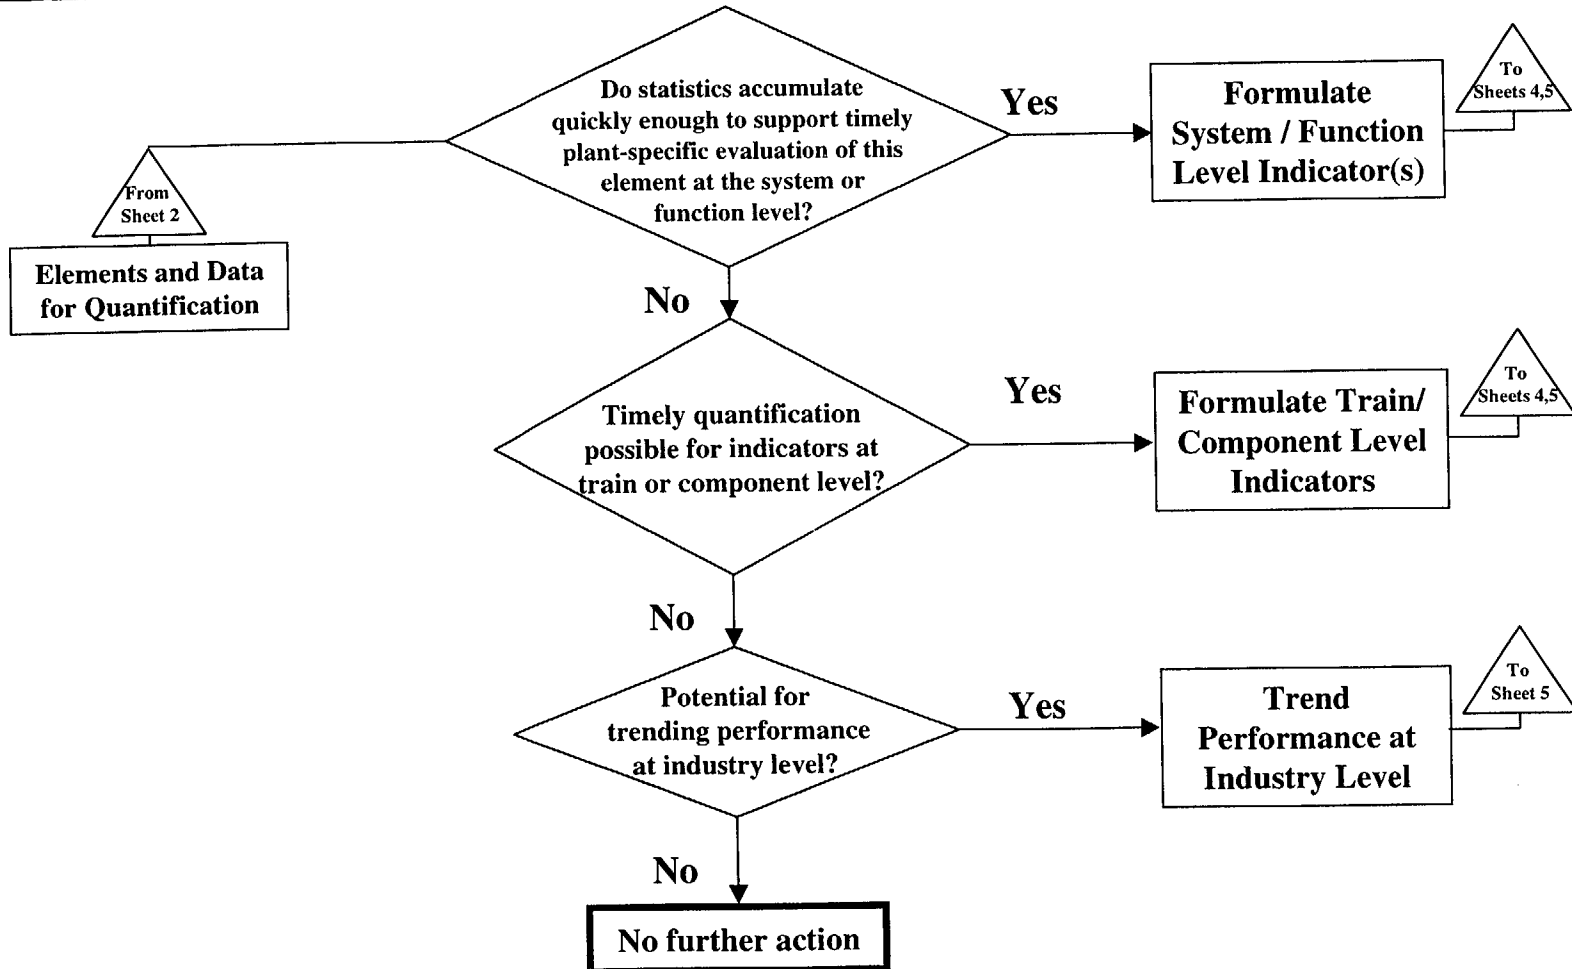 Do statistics accumulate
quickly enough to support timely
plant-specific evaluation of this
element at the system or
function level?
Yes
Formulate
System / Function
Level Indicator(s)
To
Sheets 4,5
From
Sheet 2
Elements and Data
for Quantification
No
Timely quantification
possible for indicators at
train or component level?
Yes
Formulate Train/
Component Level
Indicators
To
Sheets 4,5
No
Potential for
trending performance
at industry level?
Yes
Trend
Performance at
Industry Level
To
Sheet 5
No
No further action